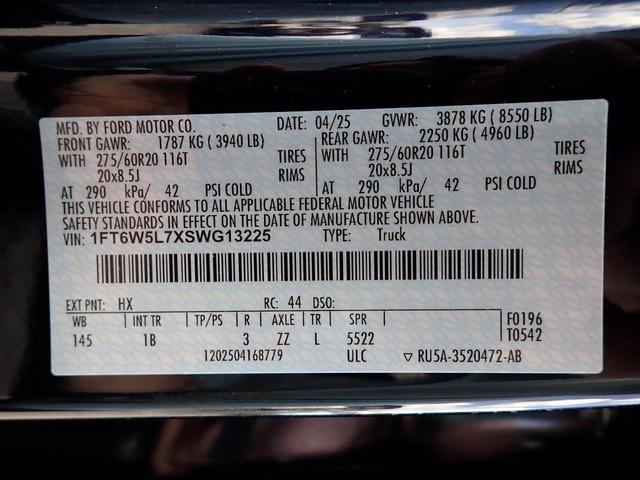 MFD. BY FORD MOTOR CO. DATE: 04/25 GVWR: 3878 KG ( 8550 LB)
FRONT GAWR: 1787 KG ( 3940 LB) REAR GAWR: 2250 KG ( 4960 LB)
WITH 275/60R20 116T TIRES WITH 275/60R20 116T TIRES
20x8.5J RIMS 20x8.5J RIMS
AT 290 kPa/ 42 PSI COLD AT 290 kPa/ 42 PSI COLD
THIS VEHICLE CONFORMS TO ALL APPLICABLE FEDERAL MOTOR VEHICLE
SAFETY STANDARDS IN EFFECT ON THE DATE OF MANUFACTURE SHOWN ABOVE.
VIN: 1FT6W5L7XSWG13225 TYPE: Truck
EXT PNT: HX RC: 44 DSO:
WB INT TR TP/PS R AXLE TR SPR F0196
145 1B 3 ZZ L 5522 T0542
1202504168779 ULC ▽ RU5A-3520472-AB